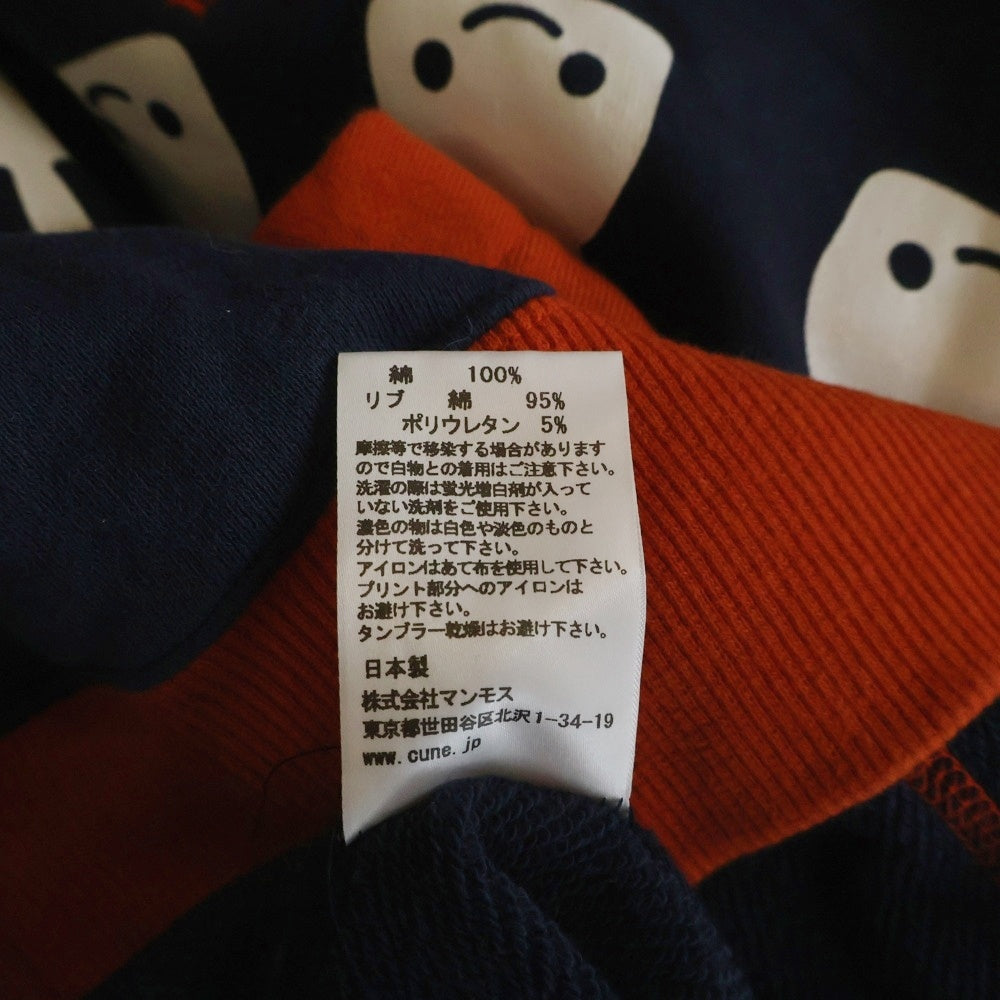 綿 100%
リブ 綿 95%
ポリウレタン 5%
摩擦等で移染する場合があります
ので白物との着用はご注意下さい。
洗濯の際は蛍光増白剤が入って
いない洗剤をご使用下さい。
濃色の物は白色や淡色のものと
分けて洗って下さい。
アイロンはあて布を使用して下さい。
プリント部分へのアイロンは
お避け下さい。
タンブラー乾燥はお避け下さい。
日本製
株式会社マンモス
東京都世田谷区北沢1-34-19
www.cune.jp